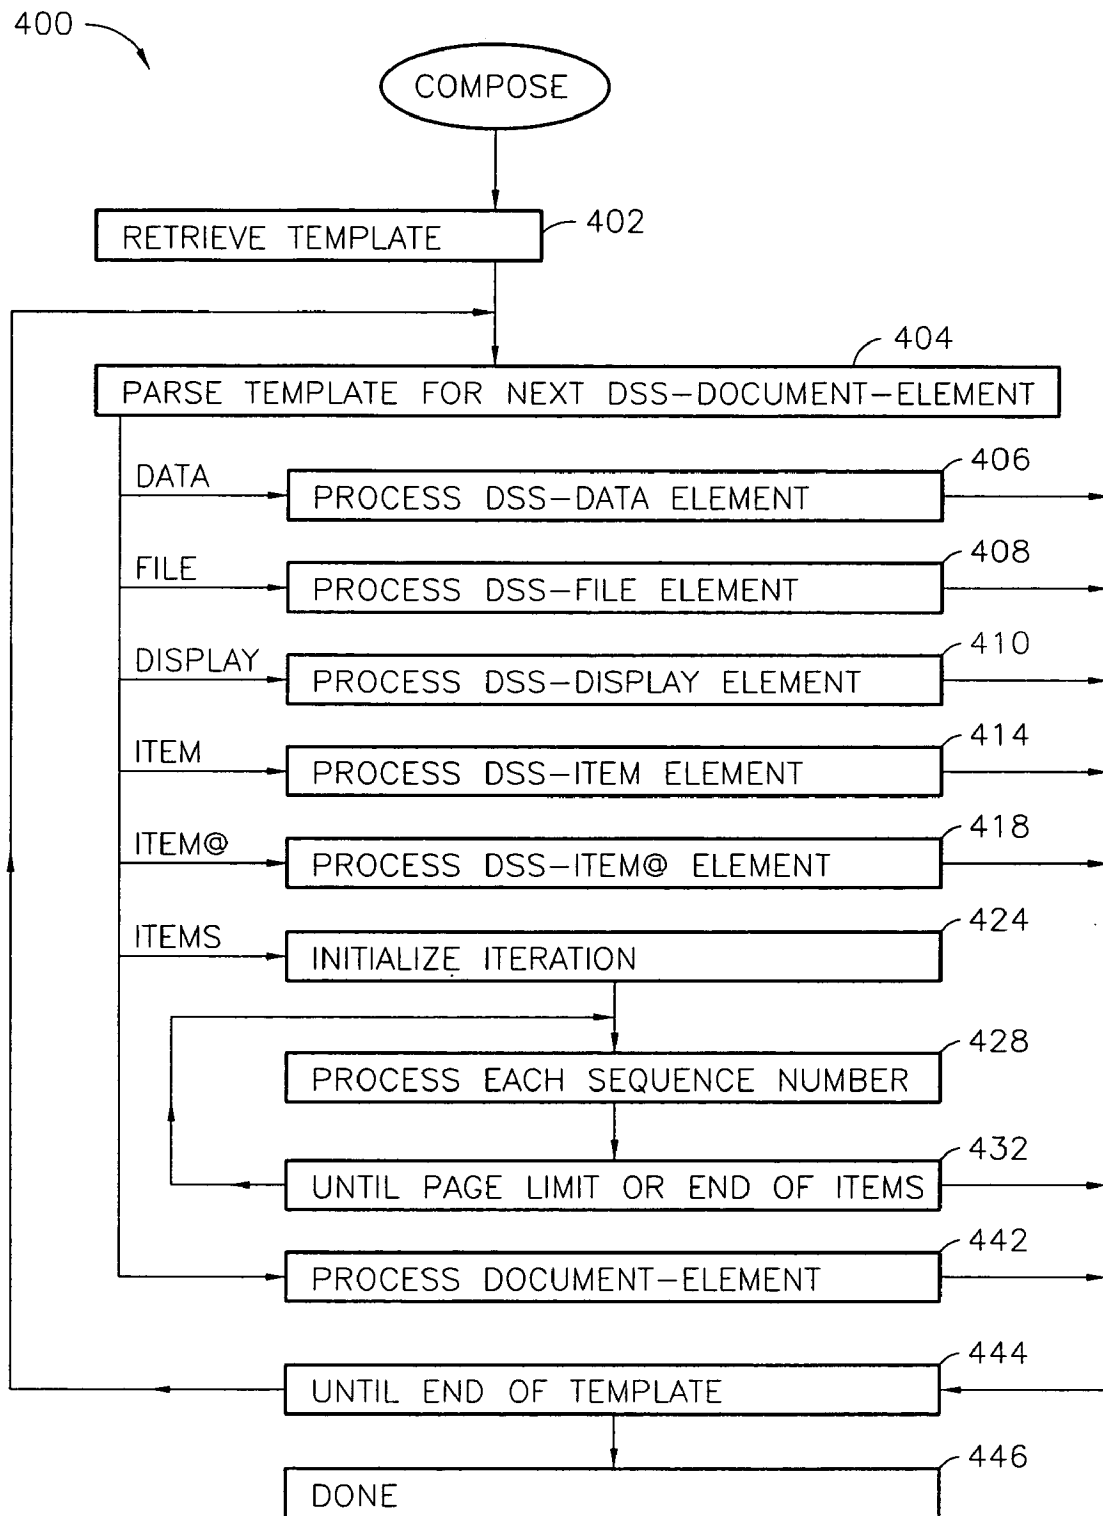 400
COMPOSE
RETRIEVE TEMPLATE
402
404
PARSE TEMPLATE FOR NEXT DSS-DOCUMENT-ELEMENT
406
DATA
PROCESS DSS-DATA ELEMENT
408
FILE
PROCESS DSS-FILE ELEMENT
410
DISPLAY
PROCESS DSS-DISPLAY ELEMENT
414
ITEM
PROCESS DSS-ITEM ELEMENT
418
ITEM@
PROCESS DSS-ITEM@ ELEMENT
424
ITEMS
INITIALIZE ITERATION
428
PROCESS EACH SEQUENCE NUMBER
432
UNTIL PAGE LIMIT OR END OF ITEMS
442
PROCESS DOCUMENT-ELEMENT
444
UNTIL END OF TEMPLATE
446
DONE